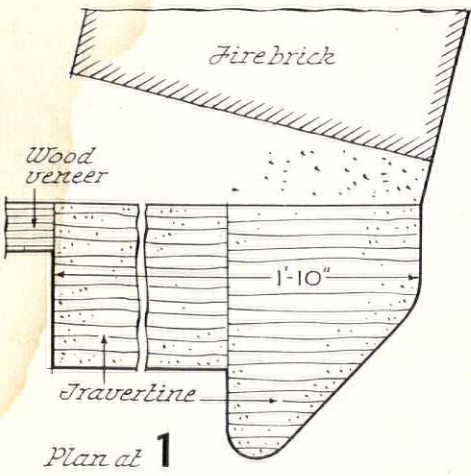 Firebrick
Wood
veneer
1'-10"
Travertine
Plan at 1